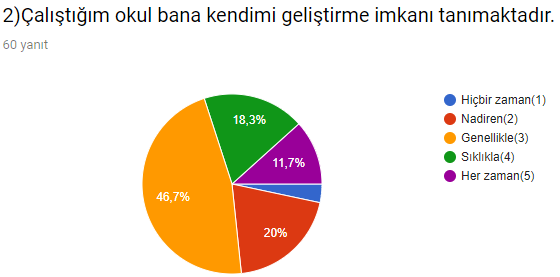 2)Çalıştığım okul bana kendimi geliştirme imkanı tanımaktadır.
60 yanıt
18,3%
11,7%
46,7%
20%
Hiçbir zaman(1)
Nadiren(2)
Genellikle(3)
Sıklıkla(4)
Her zaman(5)